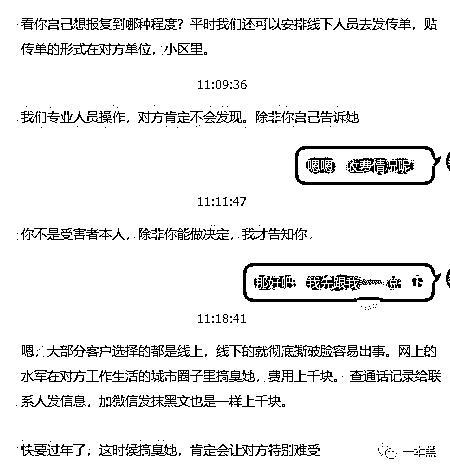 看你自己想报复到哪种程度？平时我们还可以安排线下人员去发传单，贴
传单的形式在对方单位，小区里。
11:09:36
我们专业人员操作，对方肯定不会发现。除非你自己告诉她
嗯嗯 收费情况呢
11:11:47
你不是受害者本人，除非你能做决定，我才告知你。
那好吧 我先跟我
11:18:41
嗯，大部分客户选择的都是线上，线下的就彻底撕破脸容易出事。网上的
水军在对方工作生活的城市圈子里搞臭她，费用上千块。查通话记录给联
系人发信息，加微信发抹黑文也是一样上千块。
快要过年了，这时候搞臭她，肯定会让对方特别难受
一本黑